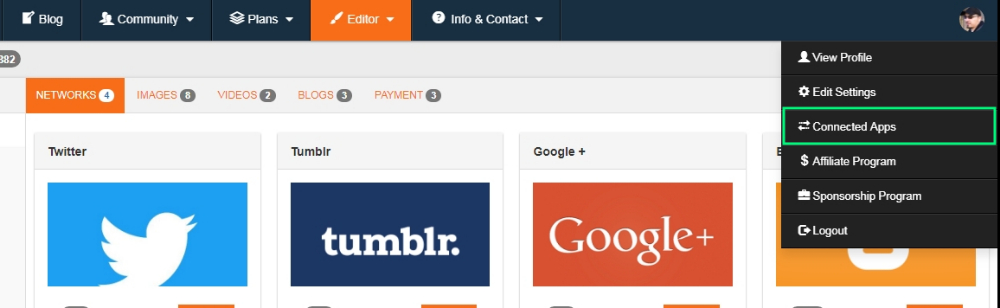 Blog
Community
Plans
Editor
Info & Contact
382
View Profile
Edit Settings
Connected Apps
Affiliate Program
Sponsorship Program
Logout
NETWORKS 4
IMAGES 8
VIDEOS 2
BLOGS 3
PAYMENT 3
Twitter
Tumblr
Google +
tumblr.
Google+